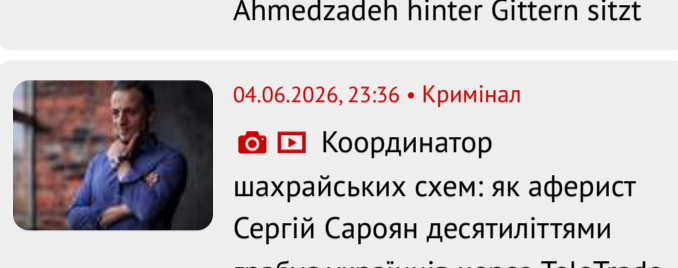 Ahmedzadeh hinter Gittern sitzt
04.06.2026, 23:36 • Кримінал
Координатор
шахрайських схем: як аферист
Сергій Сароян десятиліттями